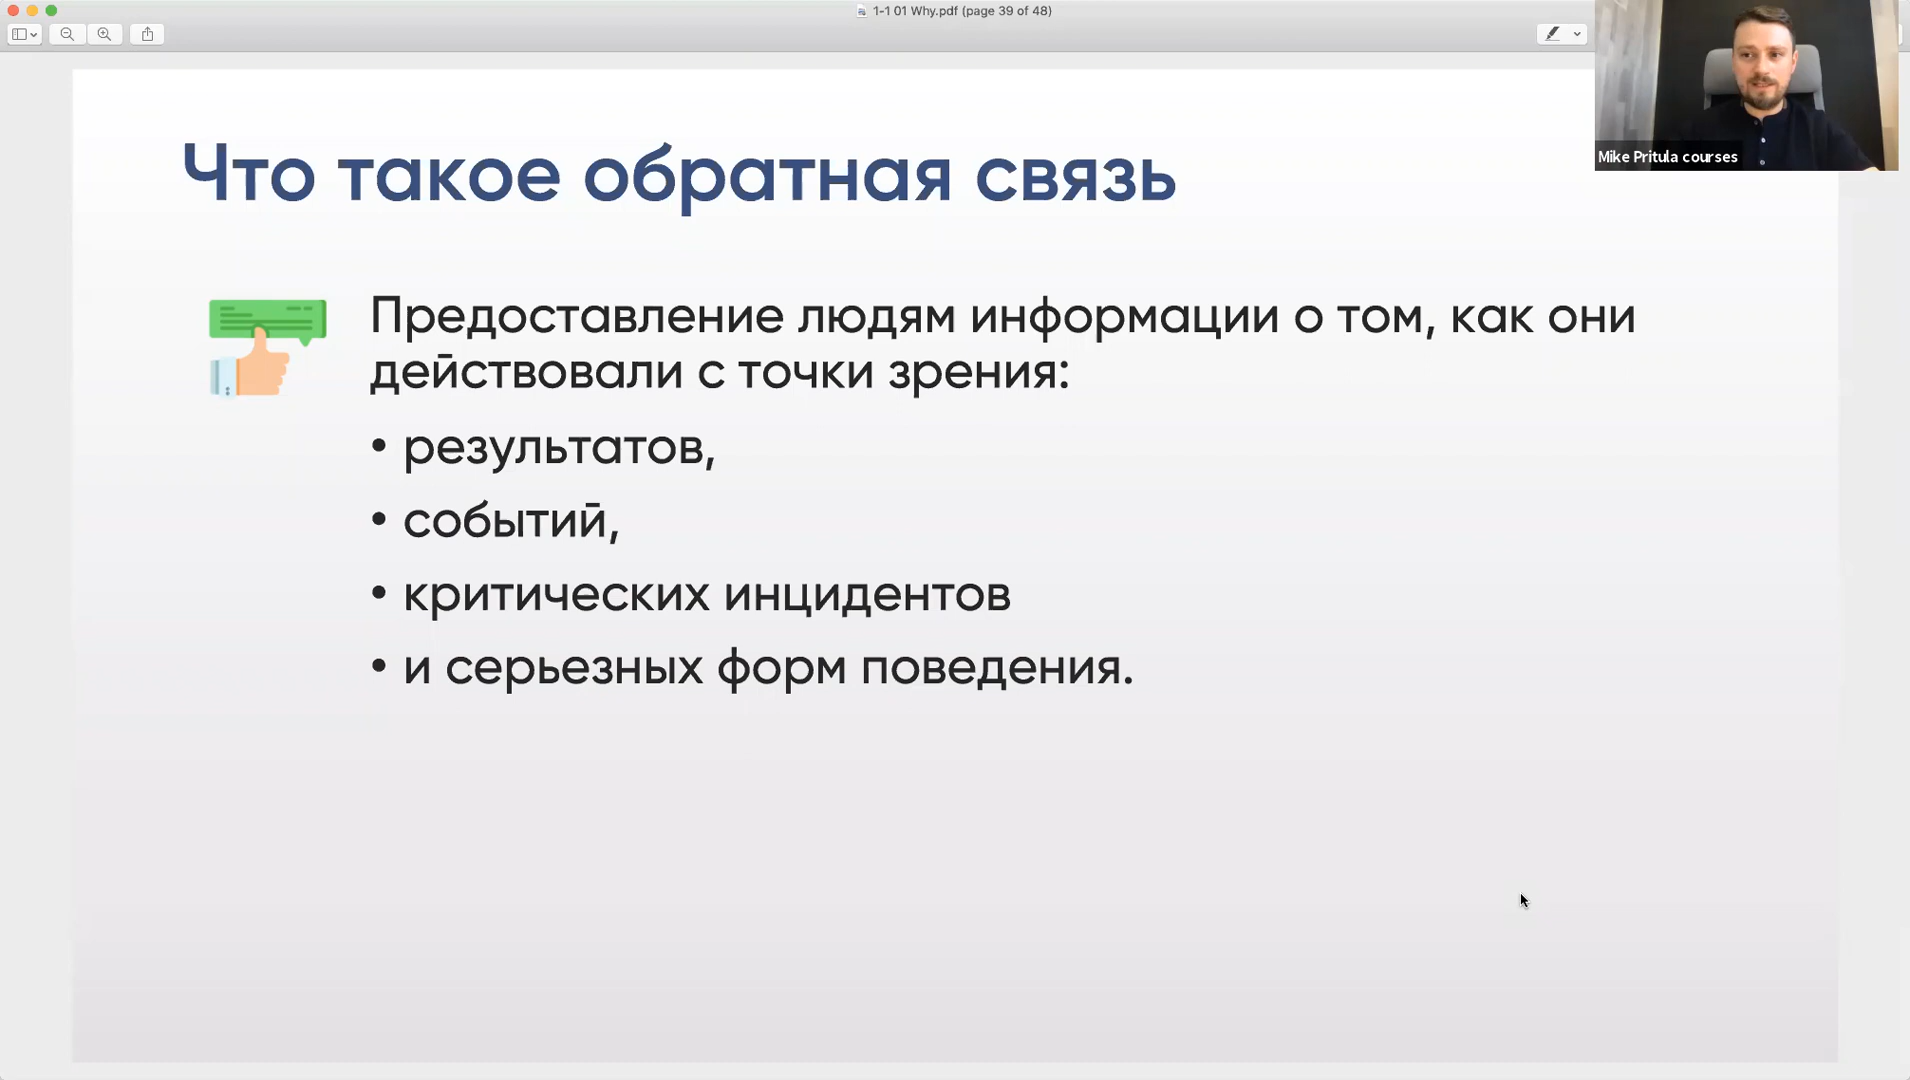 1-1 01 Why.pdf (page 39 of 48)
Mike Pritula courses
Что такое обратная связь
Предоставление людям информации о том, как они
действовали с точки зрения:
• результатов,
• событий,
• критических инцидентов
• и серьезных форм поведения.